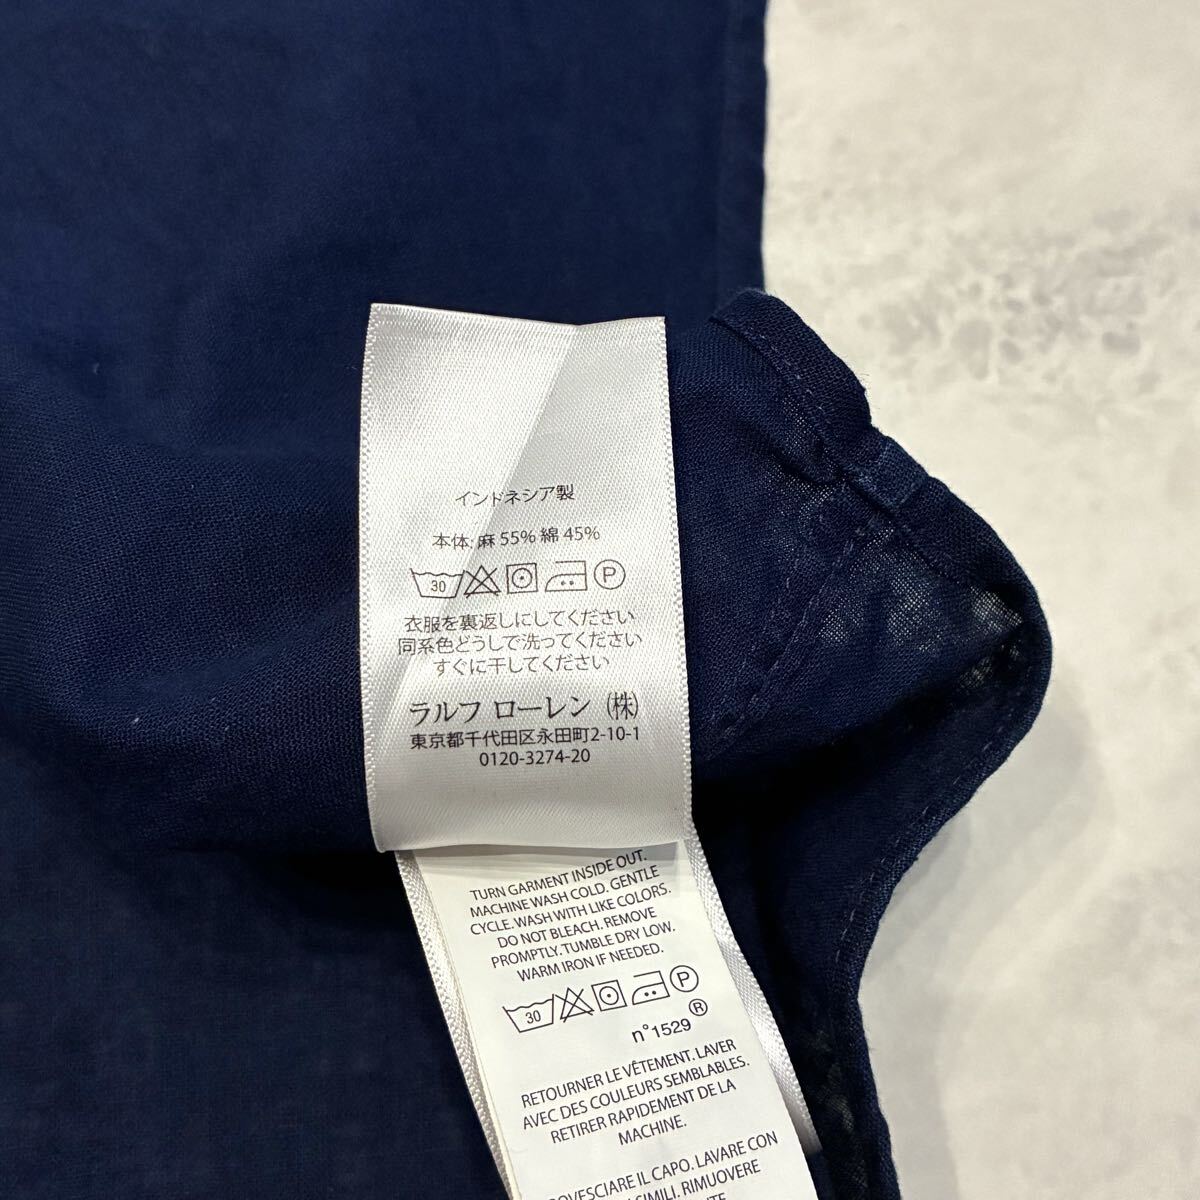 インドネシア製
本体: 麻 55% 綿 45%
30 P
衣服を裏返しにしてください
同系色どうしで洗ってください
すぐに干してください
ラルフ ローレン (株)
東京都千代田区永田町2-10-1
0120-3274-20
TURN GARMENT INSIDE OUT.
MACHINE WASH COLD. GENTLE
CYCLE. WASH WITH LIKE COLORS.
DO NOT BLEACH. REMOVE
PROMPTLY. TUMBLE DRY LOW.
WARM IRON IF NEEDED.
30 P
n°1529 ®
RETOURNER LE VÊTEMENT. LAVER
AVEC DES COULEURS SEMBLABLES.
RETIRER RAPIDEMENT DE LA
MACHINE.
IL CAPO. LAVARE CON
SIMILI. RIMUOVERE